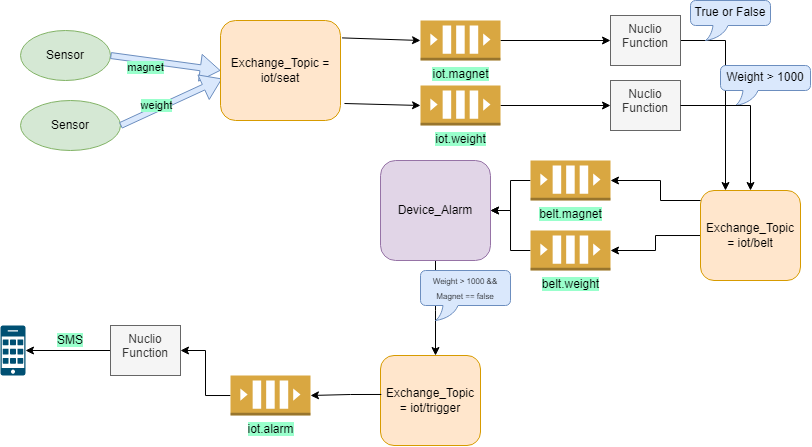 True or False
Sensor
magnet
Exchange_Topic =
iot/seat
iot.magnet
Nuclio
Function
Weight > 1000
Sensor
weight
iot.weight
Nuclio
Function
Device_Alarm
belt.magnet
Exchange_Topic
= iot/belt
belt.weight
Weight > 1000 &&
Magnet == false
SMS
Nuclio
Function
iot.alarm
Exchange_Topic
= iot/trigger